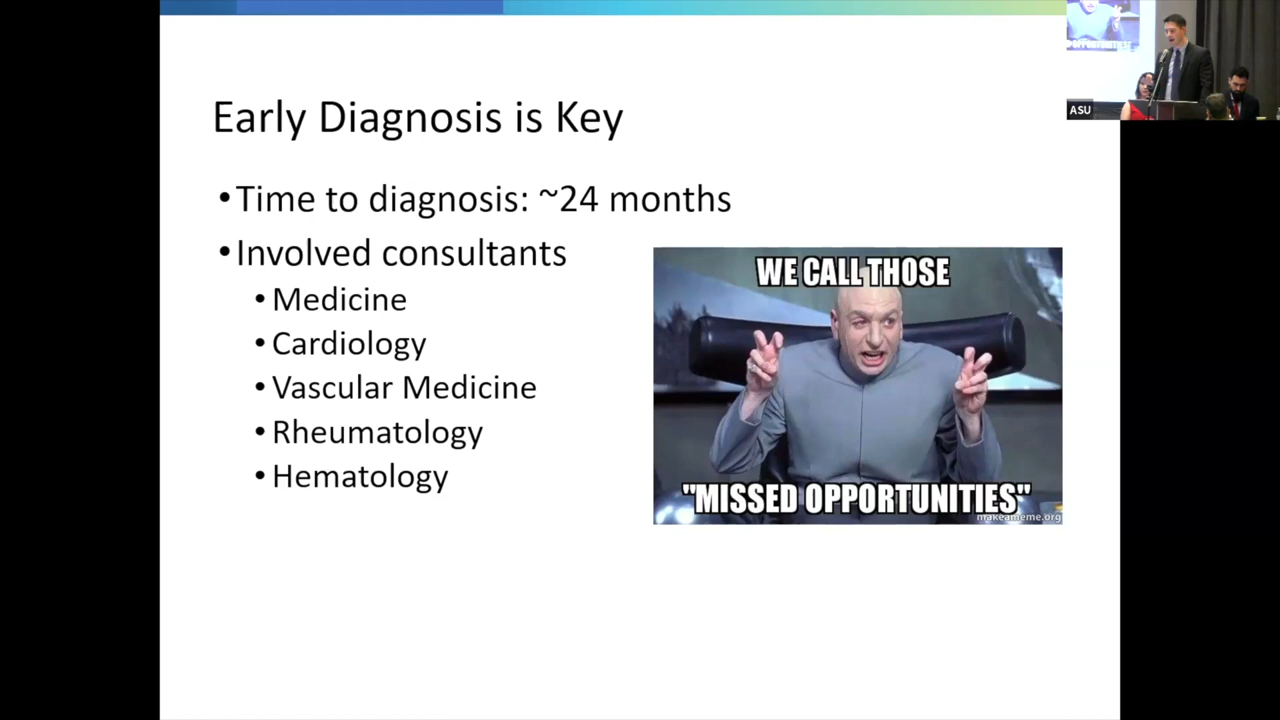 Early Diagnosis is Key
•Time to diagnosis: ~24 months
•Involved consultants
•Medicine
•Cardiology
•Vascular Medicine
•Rheumatology
•Hematology
WE CALL THOSE
"MISSED OPPORTUNITIES"
makeameme.org
ASU